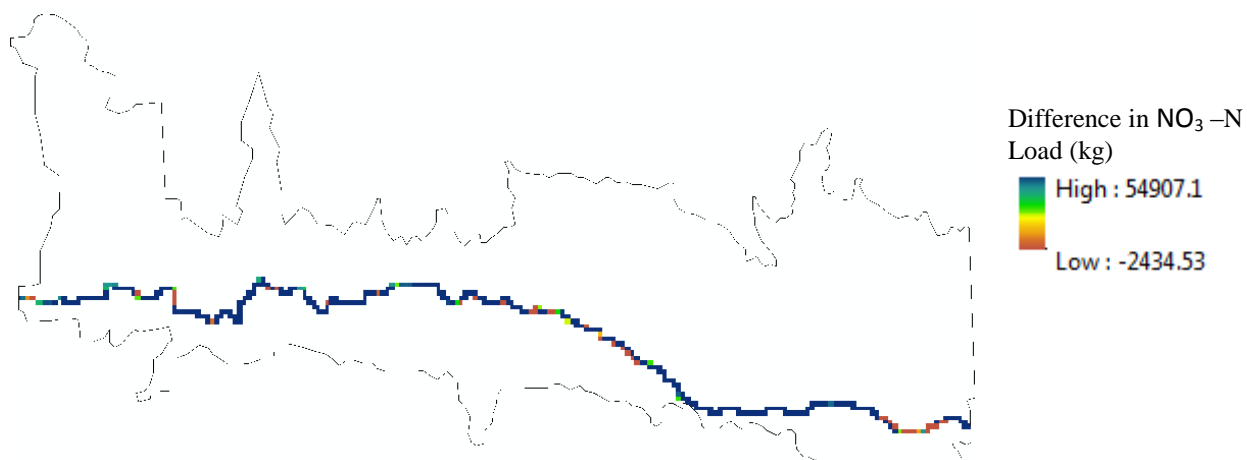 Difference in NO₃ –N
Load (kg)
High : 54907.1
Low : -2434.53